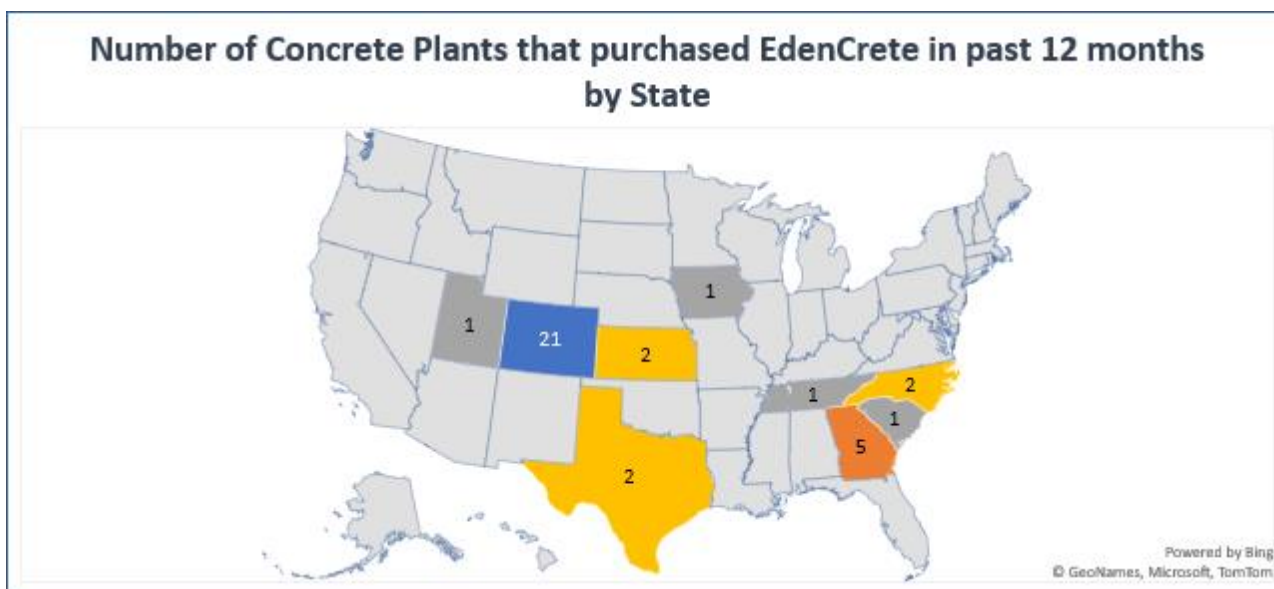 Number of Concrete Plants that purchased EdenCrete in past 12 months
by State
1
1
21
2
1
2
1
5
2
Powered by Bing
© GeoNames, Microsoft, TomTom